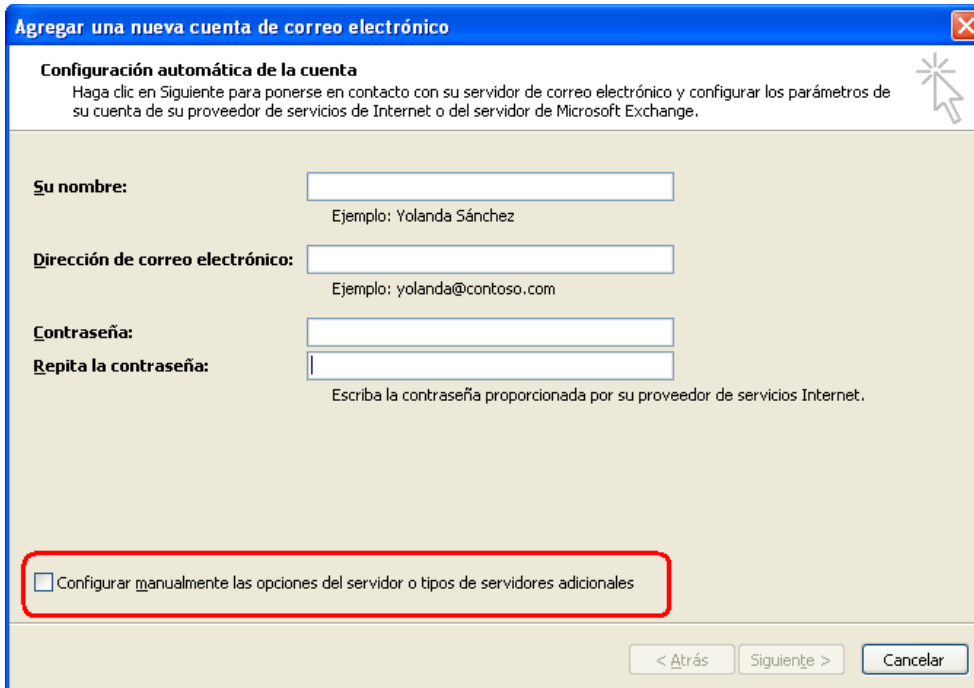 Agregar una nueva cuenta de correo electrónico
Configuración automática de la cuenta
Haga clic en Siguiente para ponerse en contacto con su servidor de correo electrónico y configurar los parámetros de
su cuenta de su proveedor de servicios de Internet o del servidor de Microsoft Exchange.
Su nombre:
Ejemplo: Yolanda Sánchez
Dirección de correo electrónico:
Ejemplo: yolanda@contoso.com
Contraseña:
Repita la contraseña:
Escriba la contraseña proporcionada por su proveedor de servicios Internet.
Configurar manualmente las opciones del servidor o tipos de servidores adicionales
< Atrás Siguiente > Cancelar